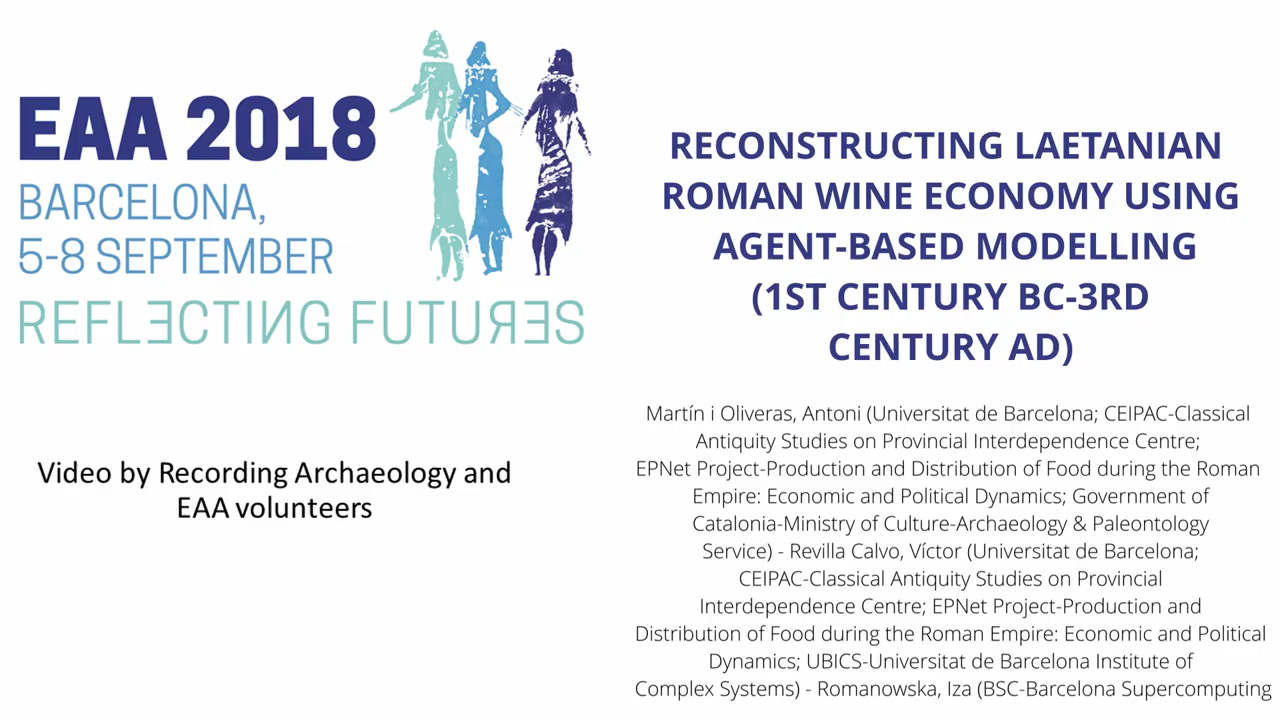 EAA 2018
BARCELONA,
5-8 SEPTEMBER
REFLECTING FUTURES
Video by Recording Archaeology and
EAA volunteers
RECONSTRUCTING LAETANIAN
ROMAN WINE ECONOMY USING
AGENT-BASED MODELLING
(1ST CENTURY BC-3RD
CENTURY AD)
Martín i Oliveras, Antoni (Universitat de Barcelona; CEIPAC-Classical
Antiquity Studies on Provincial Interdependence Centre;
EPNet Project-Production and Distribution of Food during the Roman
Empire: Economic and Political Dynamics; Government of
Catalonia-Ministry of Culture-Archaeology & Paleontology
Service) - Revilla Calvo, Víctor (Universitat de Barcelona;
CEIPAC-Classical Antiquity Studies on Provincial
Interdependence Centre; EPNet Project-Production and
Distribution of Food during the Roman Empire: Economic and Political
Dynamics; UBICS-Universitat de Barcelona Institute of
Complex Systems) - Romanowska, Iza (BSC-Barcelona Supercomputing